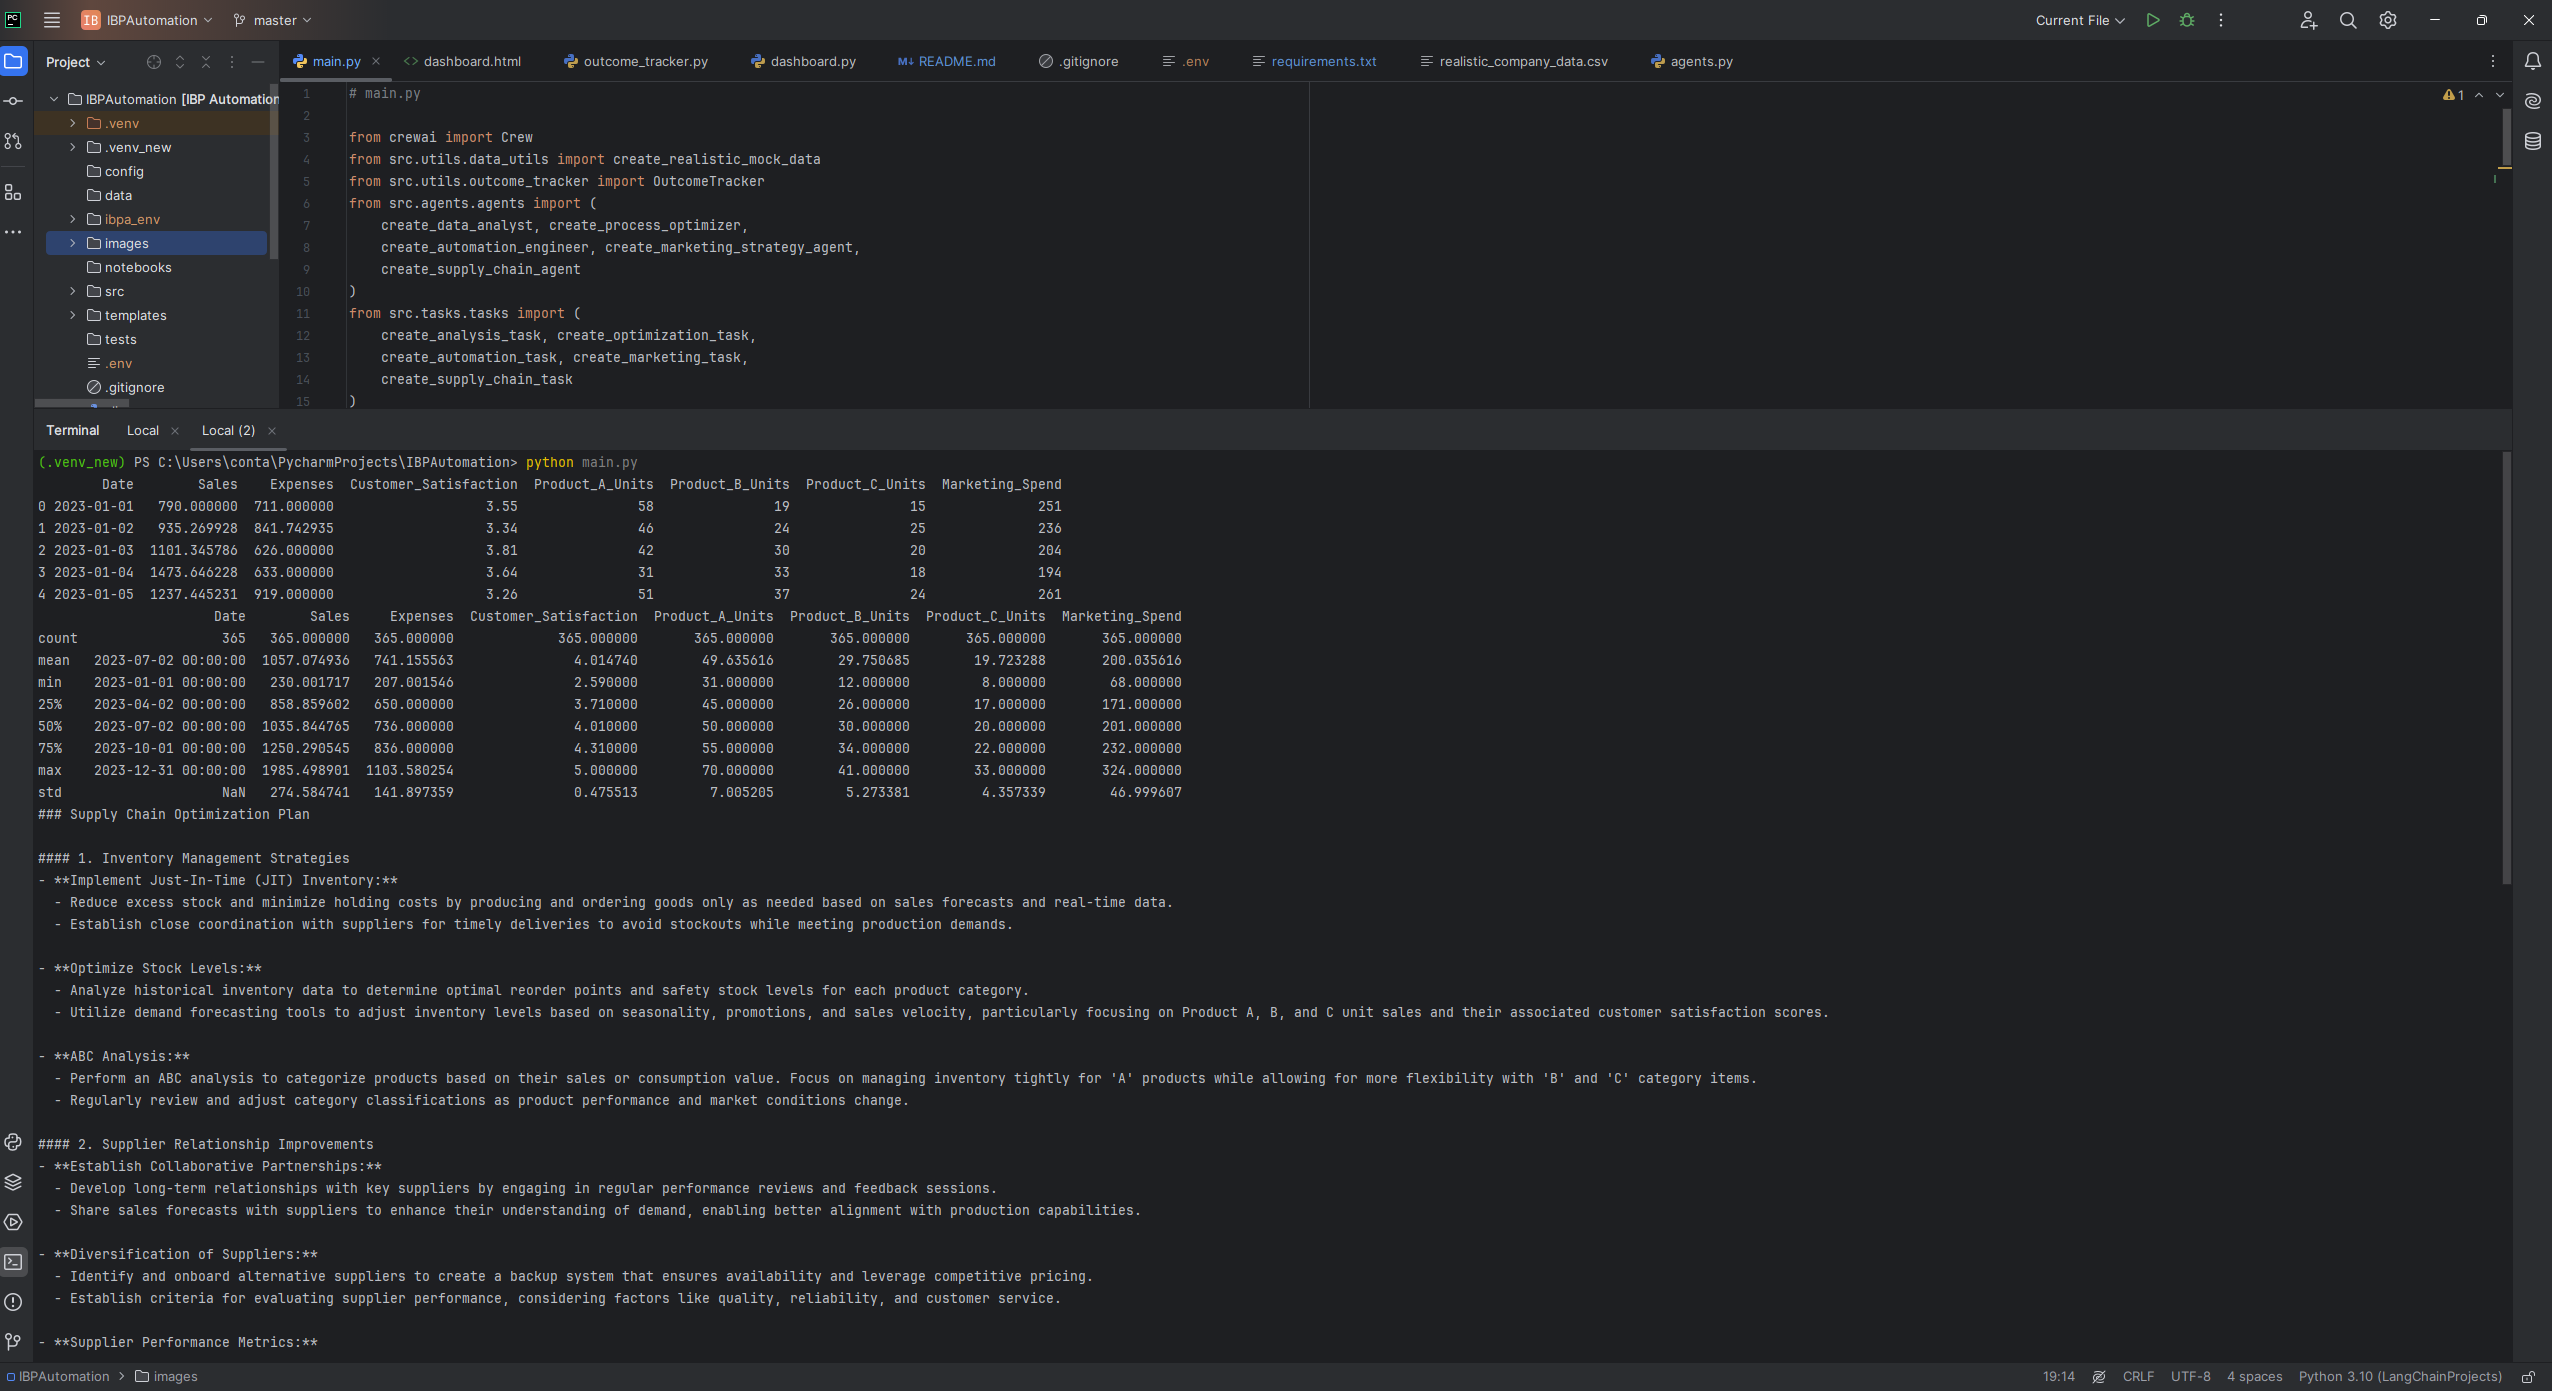 PC IB IBPAutomation master Current File
Project main.py dashboard.html outcome_tracker.py dashboard.py README.md .gitignore .env requirements.txt realistic_company_data.csv agents.py
IBPAutomation [IBP Automation
.venv
.venv_new
config
data
ibpa_env
images
notebooks
src
templates
tests
.env
.gitignore
1 # main.py
1
2
3 from crewai import Crew
4 from src.utils.data_utils import create_realistic_mock_data
5 from src.utils.outcome_tracker import OutcomeTracker
6 from src.agents.agents import (
7 create_data_analyst, create_process_optimizer,
8 create_automation_engineer, create_marketing_strategy_agent,
9 create_supply_chain_agent
10 )
11 from src.tasks.tasks import (
12 create_analysis_task, create_optimization_task,
13 create_automation_task, create_marketing_task,
14 create_supply_chain_task
15 )
Terminal Local Local (2)
(.venv_new) PS C:\Users\conta\PycharmProjects\IBPAutomation> python main.py
Date Sales Expenses Customer_Satisfaction Product_A_Units Product_B_Units Product_C_Units Marketing_Spend
0 2023-01-01 790.000000 711.000000 3.55 58 19 15 251
1 2023-01-02 935.269928 841.742935 3.34 46 24 25 236
2 2023-01-03 1101.345786 626.000000 3.81 42 30 20 204
3 2023-01-04 1473.646228 633.000000 3.64 31 33 18 194
4 2023-01-05 1237.445231 919.000000 3.26 51 37 24 261
Date Sales Expenses Customer_Satisfaction Product_A_Units Product_B_Units Product_C_Units Marketing_Spend
count 365 365.000000 365.000000 365.000000 365.000000 365.000000 365.000000 365.000000
mean 2023-07-02 00:00:00 1057.074936 741.155563 4.014740 49.635616 29.750685 19.723288 200.035616
min 2023-01-01 00:00:00 230.001717 207.001546 2.590000 31.000000 12.000000 8.000000 68.000000
25% 2023-04-02 00:00:00 858.859602 650.000000 3.710000 45.000000 26.000000 17.000000 171.000000
50% 2023-07-02 00:00:00 1035.844765 736.000000 4.010000 50.000000 30.000000 20.000000 201.000000
75% 2023-10-01 00:00:00 1250.290545 836.000000 4.310000 55.000000 34.000000 22.000000 232.000000
max 2023-12-31 00:00:00 1985.498901 1103.580254 5.000000 70.000000 41.000000 33.000000 324.000000
std NaN 274.584741 141.897359 0.475513 7.005205 5.273381 4.357339 46.999607
### Supply Chain Optimization Plan
#### 1. Inventory Management Strategies
- **Implement Just-In-Time (JIT) Inventory:**
- Reduce excess stock and minimize holding costs by producing and ordering goods only as needed based on sales forecasts and real-time data.
- Establish close coordination with suppliers for timely deliveries to avoid stockouts while meeting production demands.
- **Optimize Stock Levels:**
- Analyze historical inventory data to determine optimal reorder points and safety stock levels for each product category.
- Utilize demand forecasting tools to adjust inventory levels based on seasonality, promotions, and sales velocity, particularly focusing on Product A, B, and C unit sales and their associated customer satisfaction scores.
- **ABC Analysis:**
- Perform an ABC analysis to categorize products based on their sales or consumption value. Focus on managing inventory tightly for 'A' products while allowing for more flexibility with 'B' and 'C' category items.
- Regularly review and adjust category classifications as product performance and market conditions change.
#### 2. Supplier Relationship Improvements
- **Establish Collaborative Partnerships:**
- Develop long-term relationships with key suppliers by engaging in regular performance reviews and feedback sessions.
- Share sales forecasts with suppliers to enhance their understanding of demand, enabling better alignment with production capabilities.
- **Diversification of Suppliers:**
- Identify and onboard alternative suppliers to create a backup system that ensures availability and leverage competitive pricing.
- Establish criteria for evaluating supplier performance, considering factors like quality, reliability, and customer service.
- **Supplier Performance Metrics:**
IBPAutomation > images 19:14 CRLF UTF-8 4 spaces Python 3.10 (LangChainProjects)